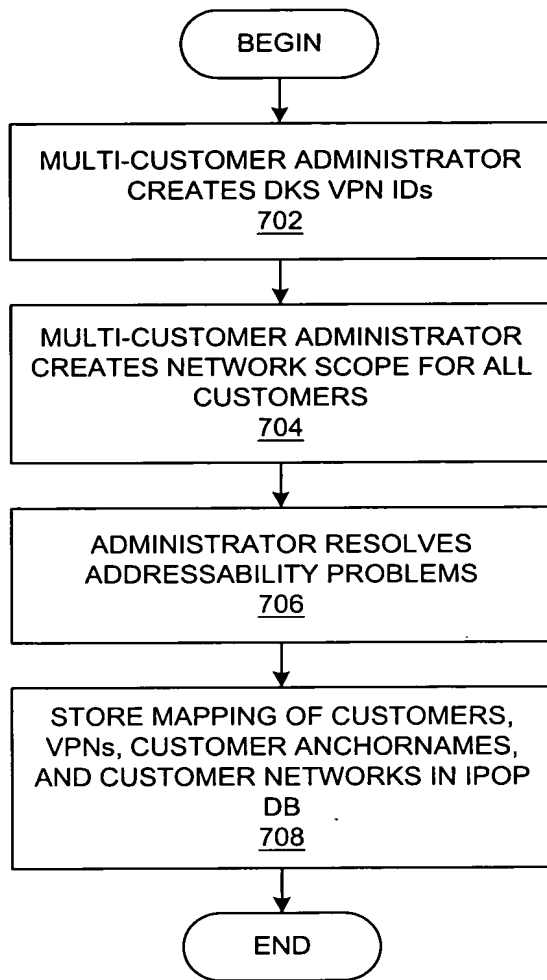 BEGIN
MULTI-CUSTOMER ADMINISTRATOR
CREATES DKS VPN IDs
702
MULTI-CUSTOMER ADMINISTRATOR
CREATES NETWORK SCOPE FOR ALL
CUSTOMERS
704
ADMINISTRATOR RESOLVES
ADDRESSABILITY PROBLEMS
706
STORE MAPPING OF CUSTOMERS,
VPNs, CUSTOMER ANCHORNAMES,
AND CUSTOMER NETWORKS IN IPOP
DB
708
END